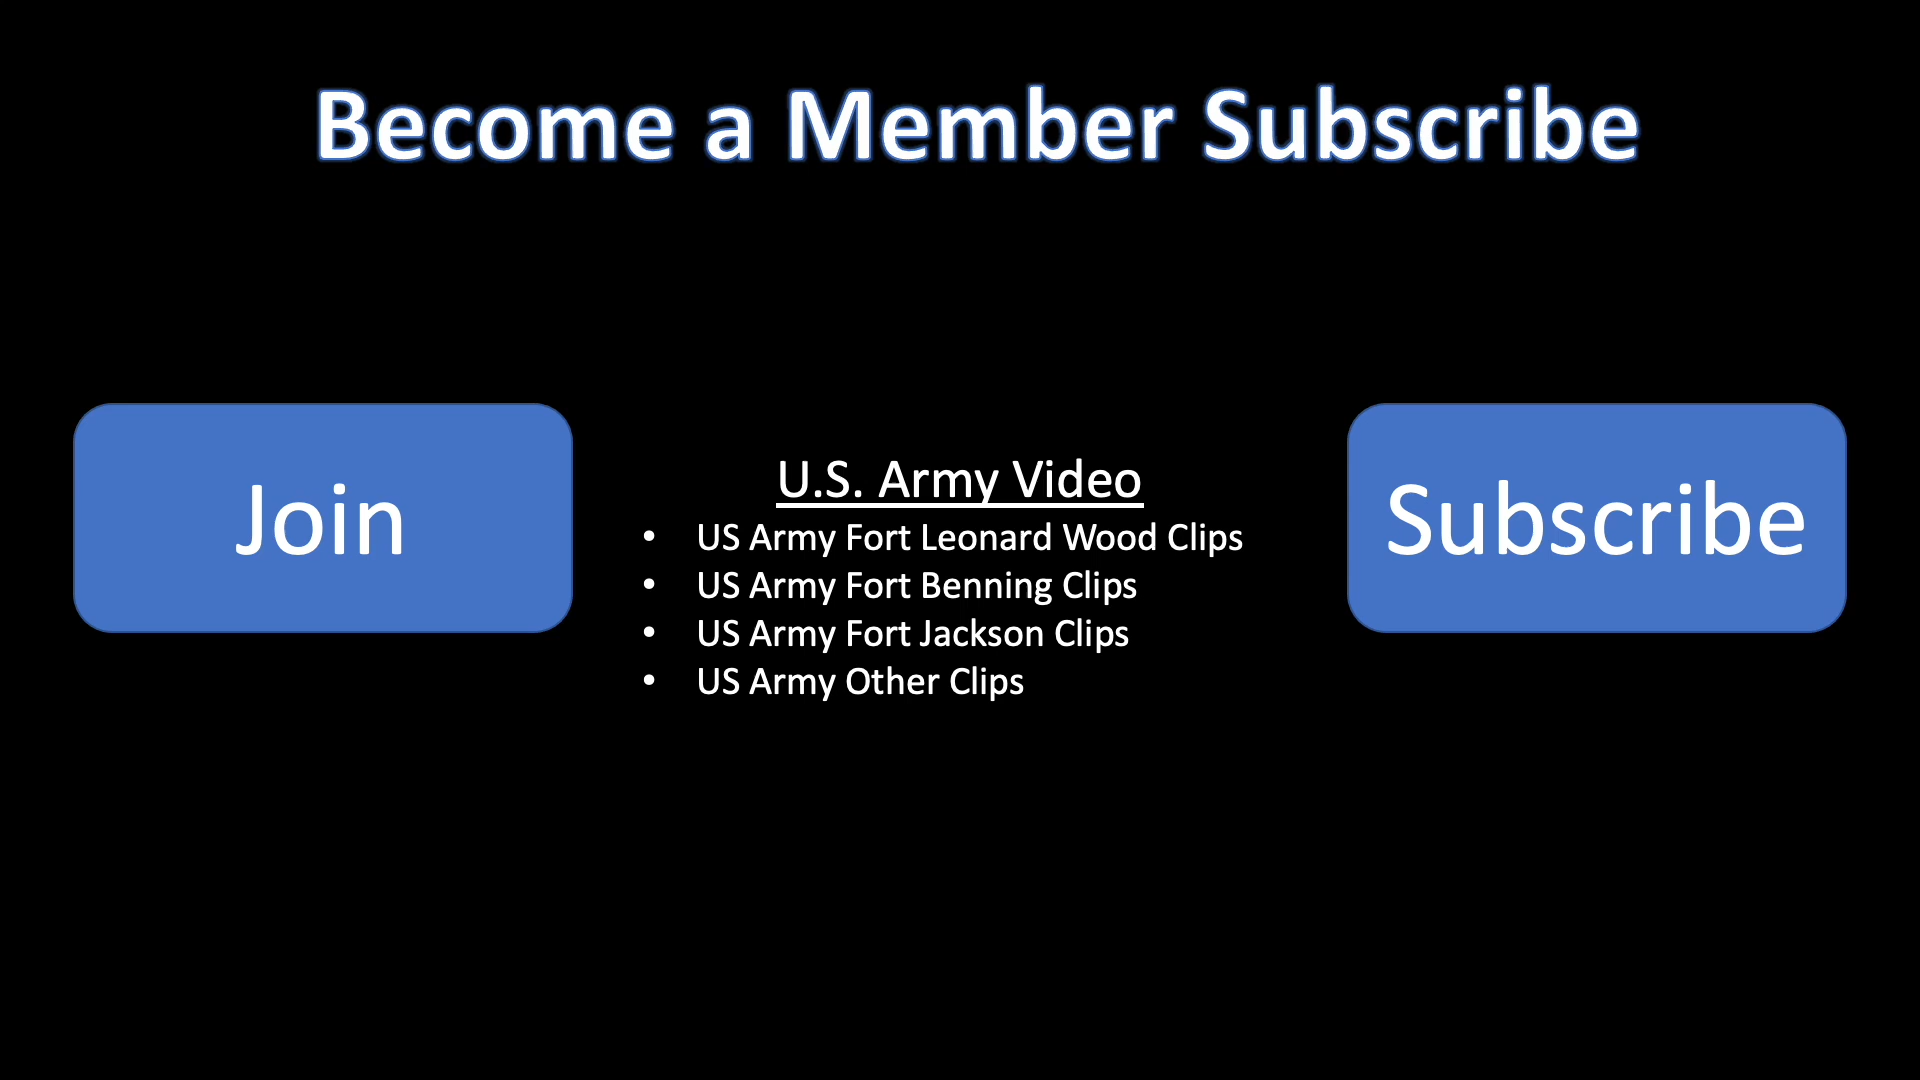 Become a Member Subscribe
Join
U.S. Army Video
• US Army Fort Leonard Wood Clips
• US Army Fort Benning Clips
• US Army Fort Jackson Clips
• US Army Other Clips
Subscribe